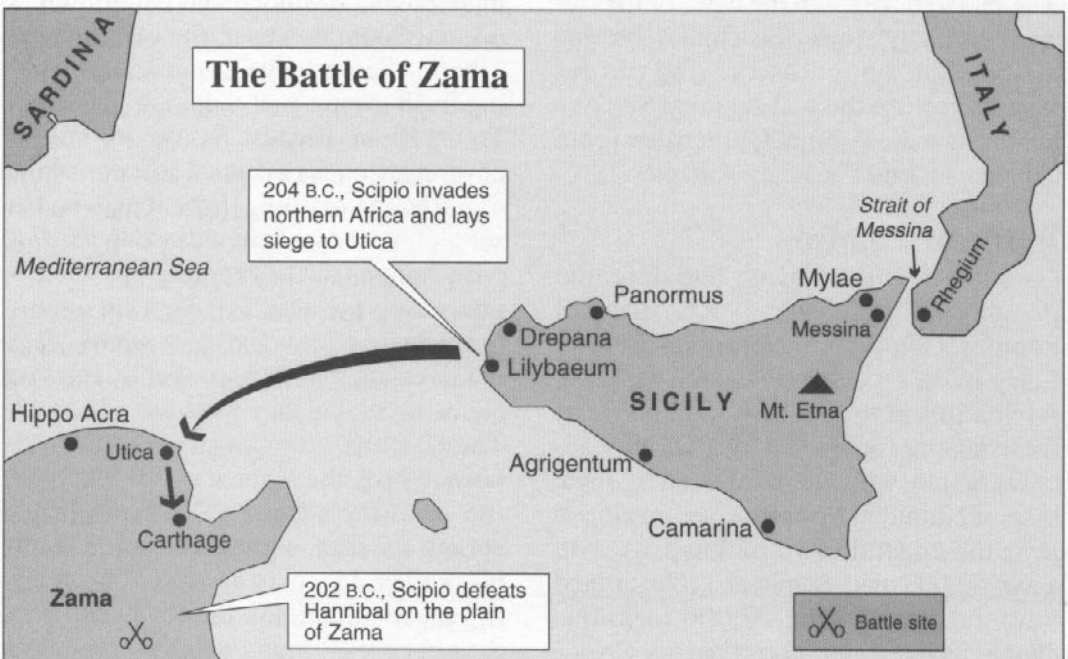 SARDINIA
The Battle of Zama
ITALY
204 B.C., Scipio invades
northern Africa and lays
siege to Utica
Strait of
Messina
Mediterranean Sea
Rhegium
Mylae
Panormus
Messina
Drepana
Lilybaeum
SICILY
Mt. Etna
Hippo Acra
Utica
Agrigentum
Carthage
Camarina
Zama
202 B.C., Scipio defeats
Hannibal on the plain
of Zama
Battle site